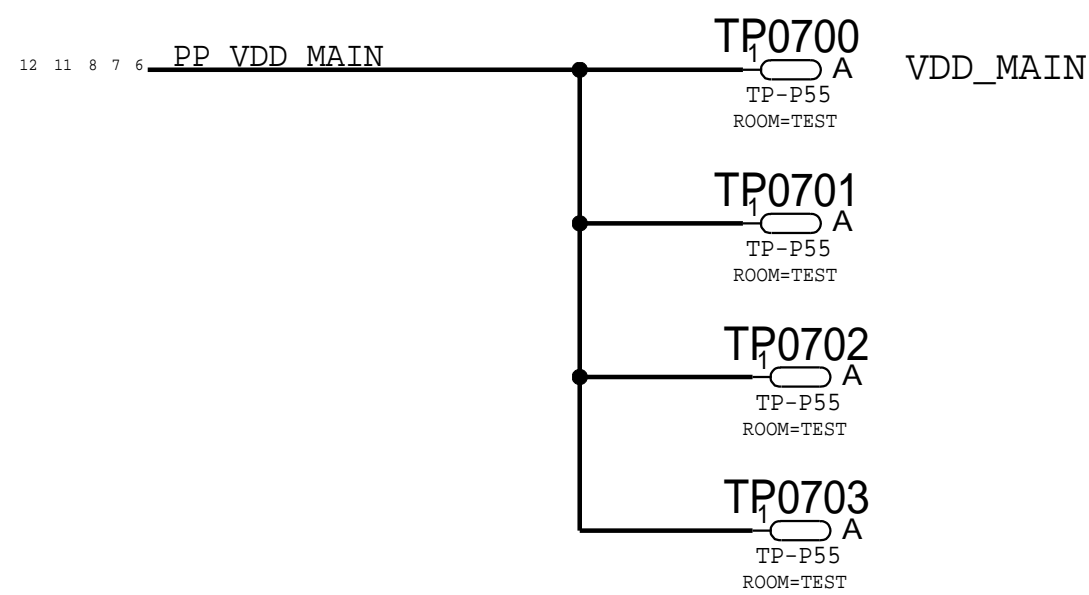 TP0700
12 11 8 7 6 PP_VDD_MAIN 1 A VDD_MAIN
TP-P55
ROOM=TEST
TP0701
1 A
TP-P55
ROOM=TEST
TP0702
1 A
TP-P55
ROOM=TEST
TP0703
1 A
TP-P55
ROOM=TEST